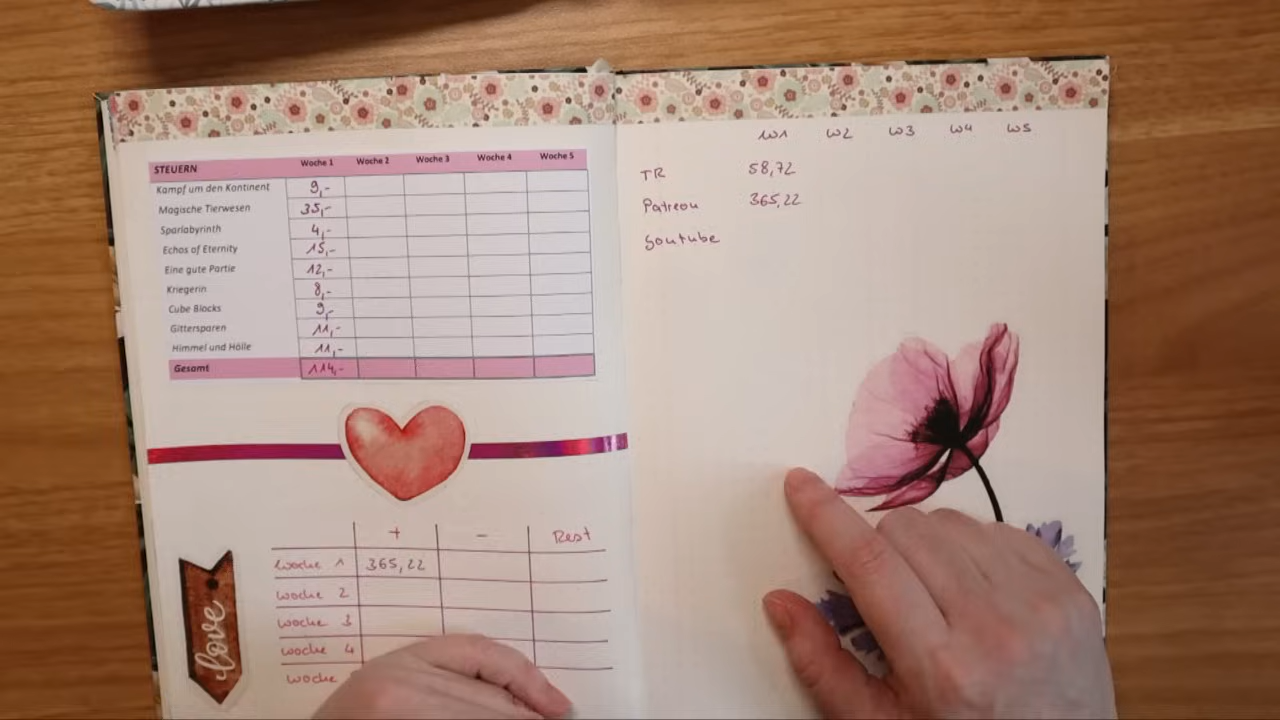 STEUERN Woche 1 Woche 2 Woche 3 Woche 4 Woche 5
Kampf um den Kontinent 9,-
Magische Tierwesen 35,-
Sparlabyrinth 4,-
Echos of Eternity 15,-
Eine gute Partie 12,-
Kriegerin 8,-
Cube Blocks 9,-
Gittersparen 11,-
Himmel und Hölle 11,-
Gesamt 114,-
love
+ - Rest
Woche 1 365,22
Woche 2
Woche 3
Woche 4
Woche
W1 W2 W3 W4 W5
TR 58,72
Patreon 365,22
Youtube